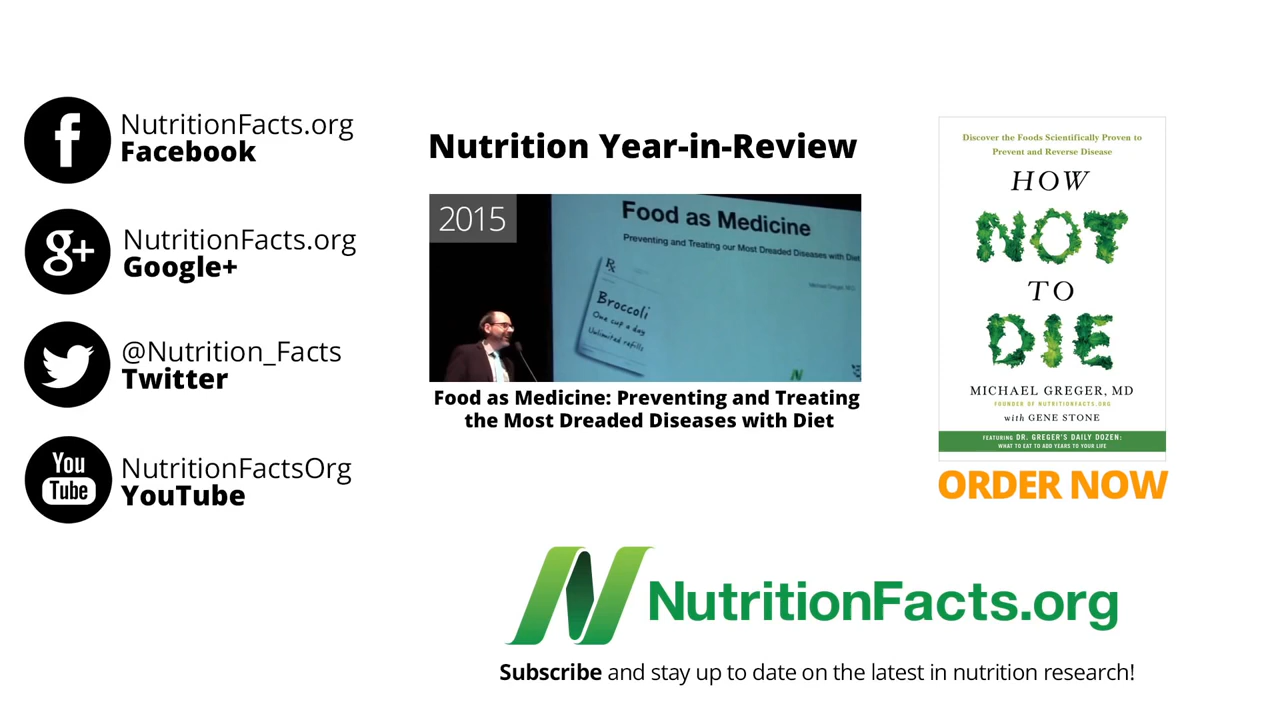 NutritionFacts.org
Facebook
g+
NutritionFacts.org
Google+
@Nutrition_Facts
Twitter
You
Tube
NutritionFactsOrg
YouTube
Nutrition Year-in-Review
2015
Food as Medicine
Preventing and Treating our Most Dreaded Diseases with Diet
Michael Greger, M.D.
Rx
Broccoli
One cup a day
Unlimited refills
Food as Medicine: Preventing and Treating
the Most Dreaded Diseases with Diet
Discover the Foods Scientifically Proven to
Prevent and Reverse Disease
HOW
NOT
TO
DIE
MICHAEL GREGER, MD
FOUNDER OF NUTRITIONFACTS.ORG
with GENE STONE
FEATURING DR. GREGER'S DAILY DOZEN:
WHAT TO EAT TO ADD YEARS TO YOUR LIFE
ORDER NOW
NutritionFacts.org
Subscribe and stay up to date on the latest in nutrition research!